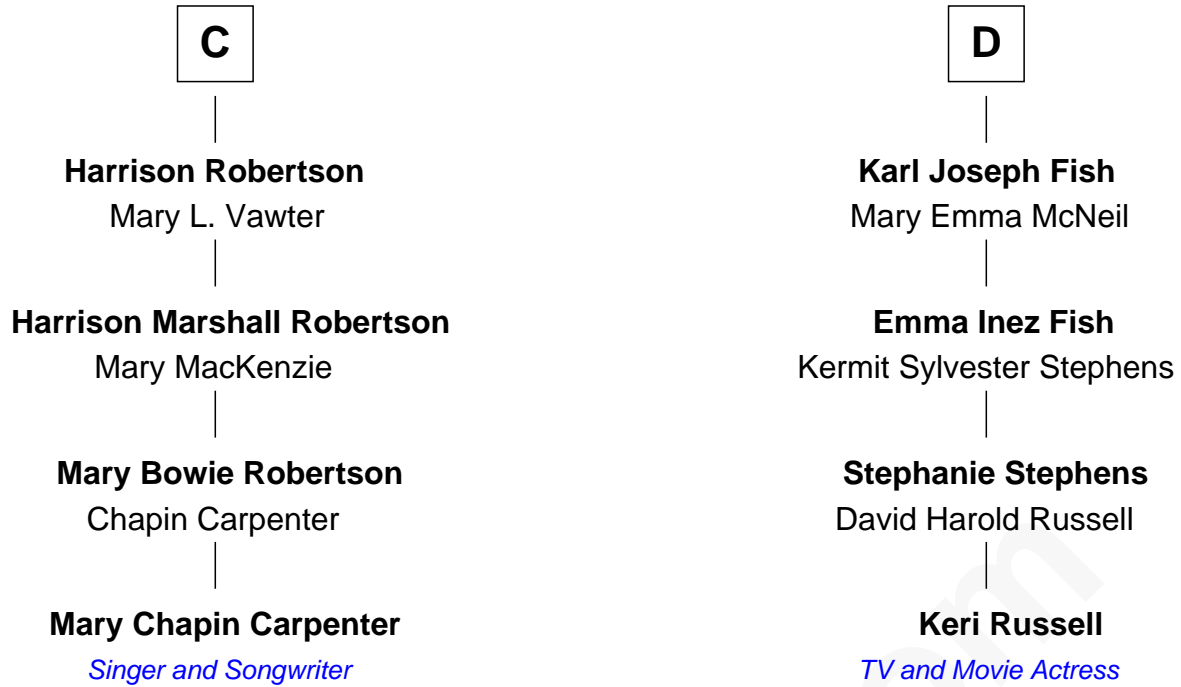 C
Harrison Robertson
Mary L. Vawter
Harrison Marshall Robertson
Mary MacKenzie
Mary Bowie Robertson
Chapin Carpenter
Mary Chapin Carpenter
Singer and Songwriter
D
Karl Joseph Fish
Mary Emma McNeil
Emma Inez Fish
Kermit Sylvester Stephens
Stephanie Stephens
David Harold Russell
Keri Russell
TV and Movie Actress